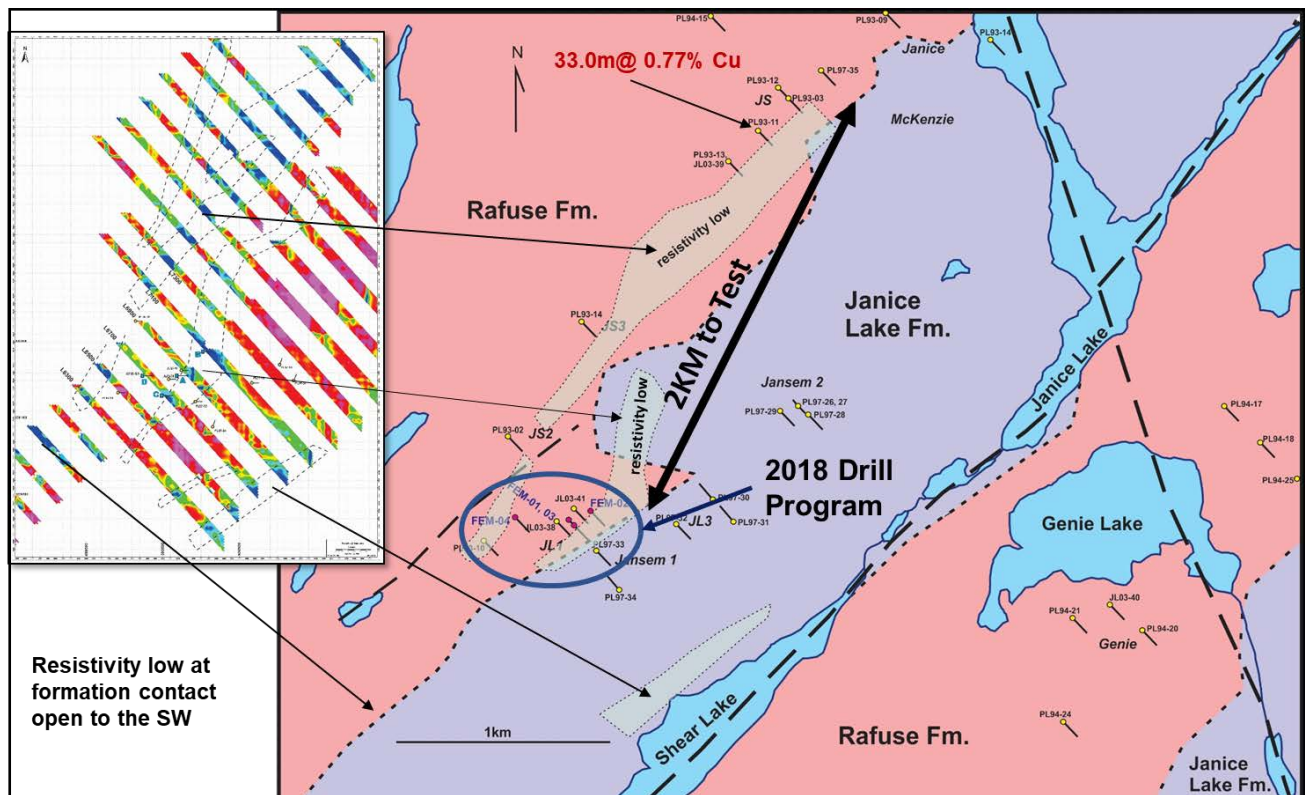 PL94-15
PL93-09
PL93-14
Janice
N
33.0m@ 0.77% Cu
PL97-35
PL93-12
JS
PL93-03
McKenzie
PL93-11
PL93-13
JL03-39
Rafuse Fm.
resistivity low
2KM to Test
Janice
Lake Fm.
Janice Lake
PL93-14
JS3
resistivity low
Jansem 2
PL97-26, 27
PL97-29
PL97-28
PL94-17
PL94-18
PL94-25
JS2
PL93-02
2018 Drill
Program
FEM-01, 03
JL03-41
FEM-02
FEM-04
JL03-38
JL1
PL97-33
JL3
PL97-31
Jansem 1
PL97-34
Genie Lake
JL03-40
PL94-21
PL94-20
Genie
Resistivity low at
formation contact
open to the SW
1km
Shear Lake
PL94-24
Rafuse Fm.
Janice
Lake Fm.
N
L7300